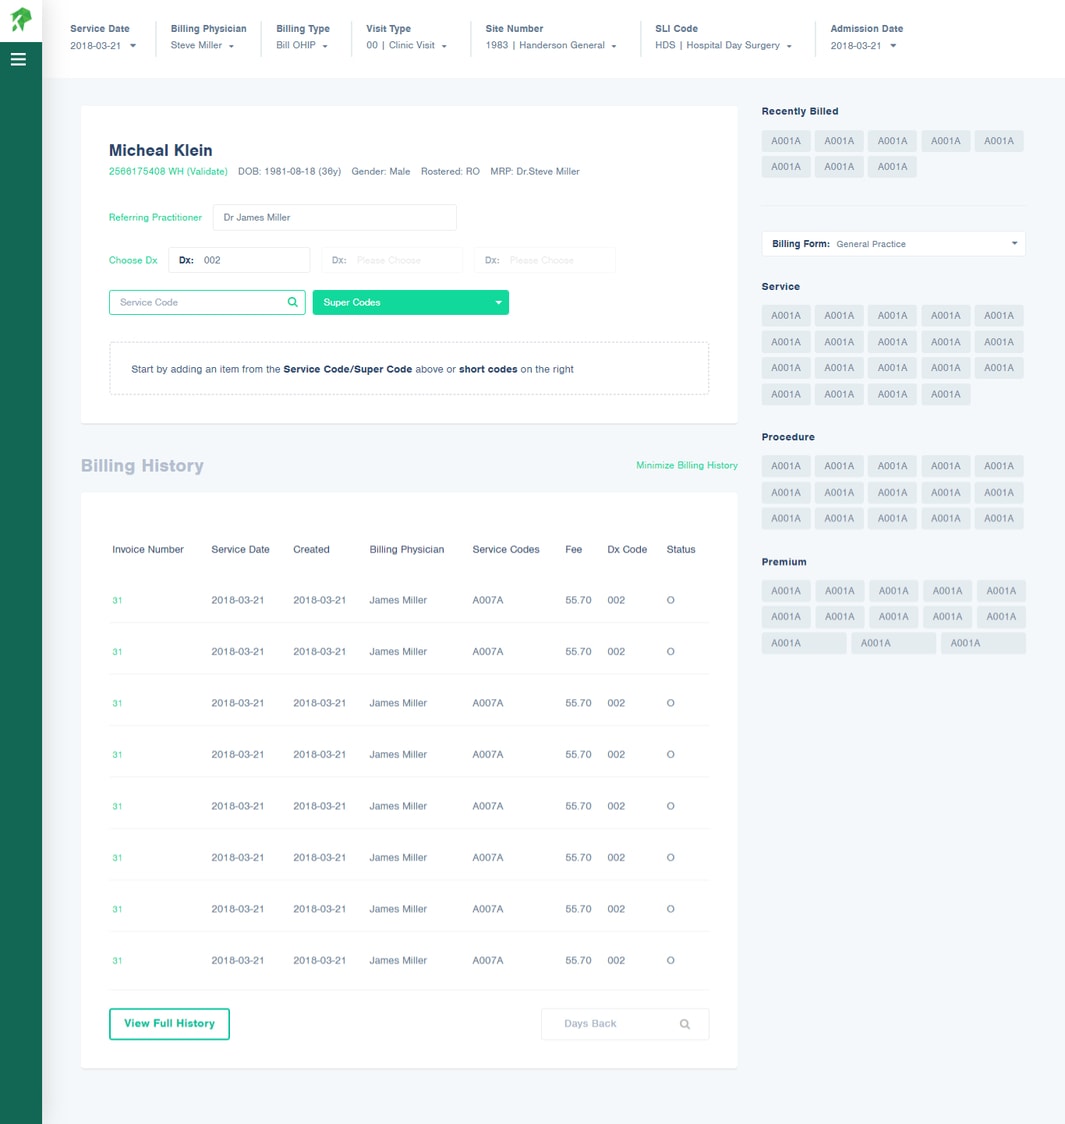 Service Date Billing Physician Billing Type Visit Type Site Number SLI Code Admission Date
2018-03-21 Steve Miller Bill OHIP 00 | Clinic Visit 1983 | Handerson General HDS | Hospital Day Surgery 2018-03-21
Micheal Klein
2566175408 WH (Validate) DOB: 1981-08-18 (36y) Gender: Male Rostered: RO MRP: Dr.Steve Miller
Referring Practitioner Dr James Miller
Choose Dx Dx: 002 Dx: Please Choose Dx: Please Choose
Service Code Super Codes
Start by adding an item from the Service Code/Super Code above or short codes on the right
Billing History Minimize Billing History
Invoice Number Service Date Created Billing Physician Service Codes Fee Dx Code Status
31 2018-03-21 2018-03-21 James Miller A007A 55.70 002 O
31 2018-03-21 2018-03-21 James Miller A007A 55.70 002 O
31 2018-03-21 2018-03-21 James Miller A007A 55.70 002 O
31 2018-03-21 2018-03-21 James Miller A007A 55.70 002 O
31 2018-03-21 2018-03-21 James Miller A007A 55.70 002 O
31 2018-03-21 2018-03-21 James Miller A007A 55.70 002 O
31 2018-03-21 2018-03-21 James Miller A007A 55.70 002 O
31 2018-03-21 2018-03-21 James Miller A007A 55.70 002 O
View Full History Days Back
Recently Billed
A001A A001A A001A A001A A001A
A001A A001A A001A
Billing Form: General Practice
Service
A001A A001A A001A A001A A001A
A001A A001A A001A A001A A001A
A001A A001A A001A A001A A001A
A001A A001A A001A A001A
Procedure
A001A A001A A001A A001A A001A
A001A A001A A001A A001A A001A
A001A A001A A001A A001A A001A
Premium
A001A A001A A001A A001A A001A
A001A A001A A001A A001A A001A
A001A A001A A001A